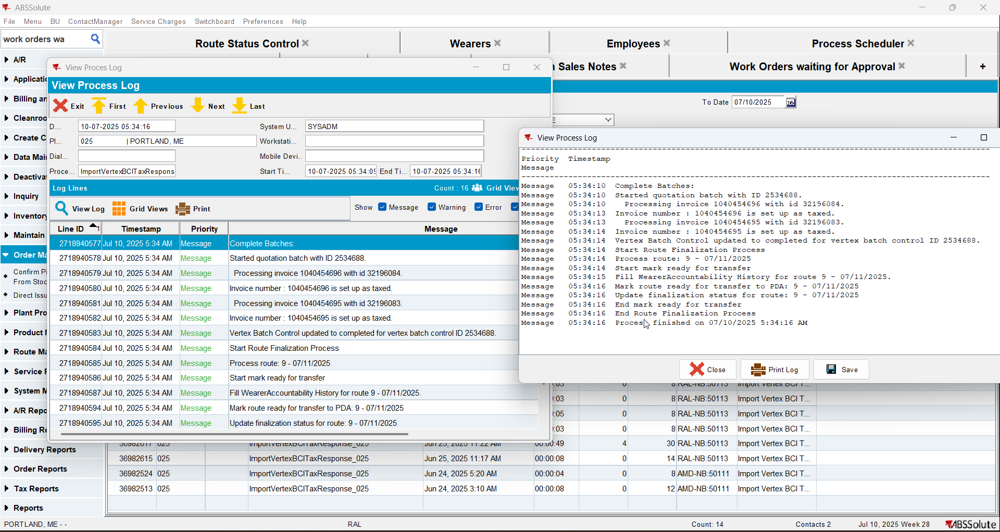 ABSSolute
File Menu BU ContactManager Service Charges Switchboard Preferences Help
work orders wa
Route Status Control
Wearers
Employees
Process Scheduler
Sales Notes
Work Orders waiting for Approval
+
To Date 07/10/2025
16
E
A/R
Applicatio
Billing an
Cleanroo
Create C
Data Mai
Deactivat
Inquiry
Inventory
Maintain
Order Ma
Confirm Pi
From Stoc
Direct Issu
Plant Pro
Product M
Route Ma
Service R
System M
A/R Repo
Billing Re
Delivery Reports
Order Reports
Tax Reports
Reports
View Proces Log
View Process Log
Exit First Previous Next Last
D... 10-07-2025 05:34:16 System U... SYSADM
Pl... 025 | PORTLAND, ME Workstati...
Dial... Mobile Devi..
Proce... ImportVertexBCITaxRespons Start Ti... 10-07-2025 05:34:09 End Ti... 10-07-2025 05:34:16
Log Lines Count : 16 Grid View
View Log Grid Views Print Show Message Warning Error
Line ID 1 Timestamp Priority Message
2718940577 Jul 10, 2025 5:34 AM Message Complete Batches:
2718940578 Jul 10, 2025 5:34 AM Message Started quotation batch with ID 2534688.
2718940579 Jul 10, 2025 5:34 AM Message Processing invoice 1040454696 with id 32196084.
2718940580 Jul 10, 2025 5:34 AM Message Invoice number : 1040454696 is set up as taxed.
2718940581 Jul 10, 2025 5:34 AM Message Processing invoice 1040454695 with id 32196083.
2718940582 Jul 10, 2025 5:34 AM Message Invoice number : 1040454695 is set up as taxed.
2718940583 Jul 10, 2025 5:34 AM Message Vertex Batch Control updated to completed for vertex batch control ID 2534688.
2718940584 Jul 10, 2025 5:34 AM Message Start Route Finalization Process
2718940585 Jul 10, 2025 5:34 AM Message Process route: 9 - 07/11/2025
2718940586 Jul 10, 2025 5:34 AM Message Start mark ready for transfer
2718940587 Jul 10, 2025 5:34 AM Message Fill WearerAccountability History for route 9 - 07/11/2025.
2718940594 Jul 10, 2025 5:34 AM Message Mark route ready for transfer to PDA: 9 - 07/11/2025
2718940595 Jul 10, 2025 5:34 AM Message Update finalization status for route: 9 - 07/11/2025
View Process Log
Priority Timestamp
Message
Message 05:34:10 Complete Batches:
Message 05:34:10 Started quotation batch with ID 2534688.
Message 05:34:10 Processing invoice 1040454696 with id 32196084.
Message 05:34:13 Invoice number : 1040454696 is set up as taxed.
Message 05:34:13 Processing invoice 1040454695 with id 32196083.
Message 05:34:14 Invoice number : 1040454695 is set up as taxed.
Message 05:34:14 Vertex Batch Control updated to completed for vertex batch control ID 2534688.
Message 05:34:14 Start Route Finalization Process
Message 05:34:14 Process route: 9 - 07/11/2025
Message 05:34:14 Start mark ready for transfer
Message 05:34:15 Fill WearerAccountability History for route 9 - 07/11/2025.
Message 05:34:16 Mark route ready for transfer to PDA: 9 - 07/11/2025
Message 05:34:16 Update finalization status for route: 9 - 07/11/2025
Message 05:34:16 End mark ready for transfer
Message 05:34:16 End Route Finalization Process
Message 05:34:16 Process finished on 07/10/2025 5:34:16 AM
Close Print Log Save
:03 0 8 RAL-NB:50113 Import Vertex BCI T...
:03 0 8 RAL-NB:50113 Import Vertex BCI T...
:05 0 8 RAL-NB:50113 Import Vertex BCI T...
:03 0 8 RAL-NB:50113 Import Vertex BCI T...
36982617 025 ImportVertexBCITaxResponse_025 Jun 25, 2025 11:22 AM 00:00:49 4 30 RAL-NB:50113 Import Vertex BCI T...
36982615 025 ImportVertexBCITaxResponse_025 Jun 25, 2025 11:17 AM 00:00:08 0 14 RAL-NB:50113 Import Vertex BCI T...
36982524 025 ImportVertexBCITaxResponse_025 Jun 24, 2025 5:20 AM 00:00:04 0 8 AMD-NB:50111 Import Vertex BCI T...
36982513 025 ImportVertexBCITaxResponse_025 Jun 24, 2025 3:10 AM 00:00:08 0 12 AMD-NB:50111 Import Vertex BCI T...
PORTLAND, ME - - RAL Count: 14 Contacts 2 Jul 10, 2025 Week 28 ABSSolute